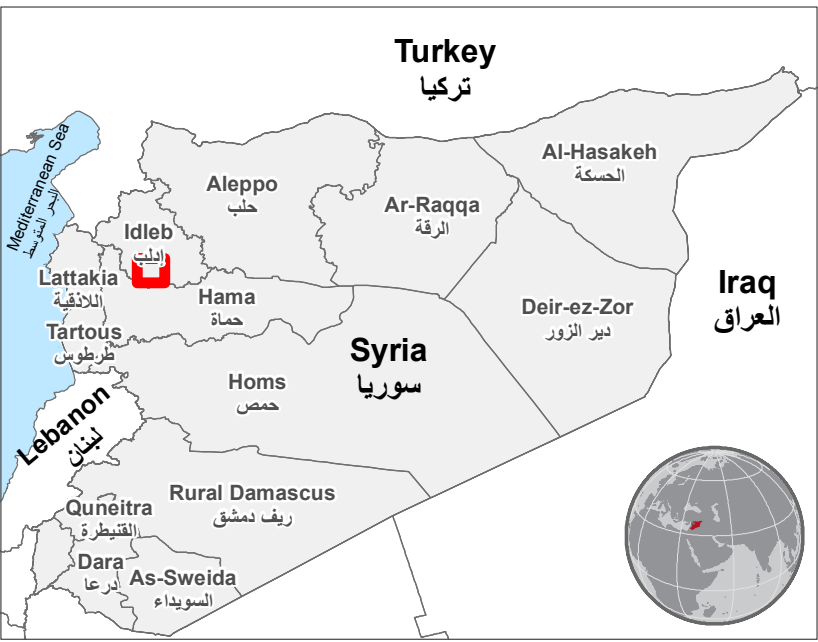 Turkey
تركيا
Mediterranean Sea
البحر المتوسط
Al-Hasakeh
الحسكة
Aleppo
حلب
Ar-Raqqa
الرقة
Idleb
إدلب
Lattakia
اللاذقية
Hama
حماة
Iraq
العراق
Deir-ez-Zor
دير الزور
Tartous
طرطوس
Syria
سوريا
Homs
حمص
Lebanon
لبنان
Rural Damascus
ريف دمشق
Quneitra
القنيطرة
Dara
درعا
As-Sweida
السويداء